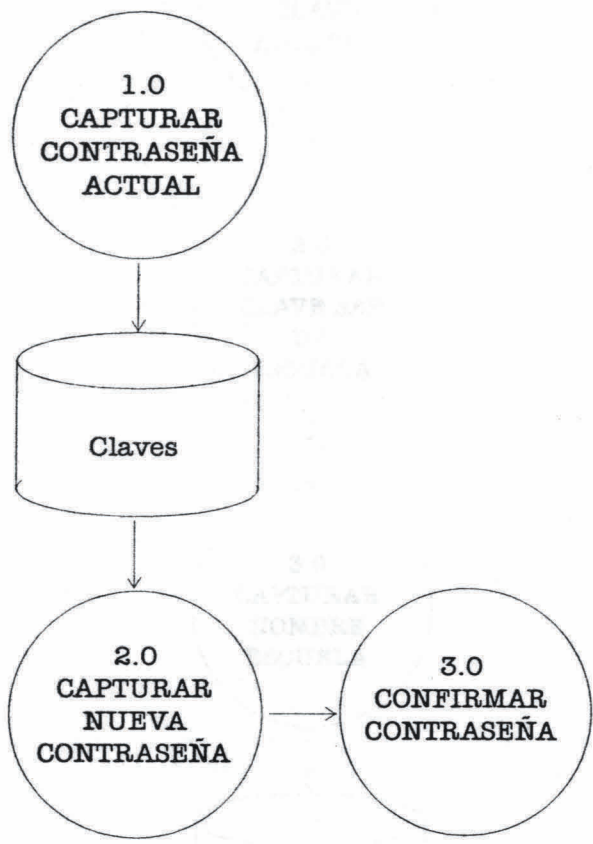 1.0
CAPTURAR
CONTRASEÑA
ACTUAL
Claves
2.0
CAPTURAR
NUEVA
CONTRASEÑA
3.0
CONFIRMAR
CONTRASEÑA